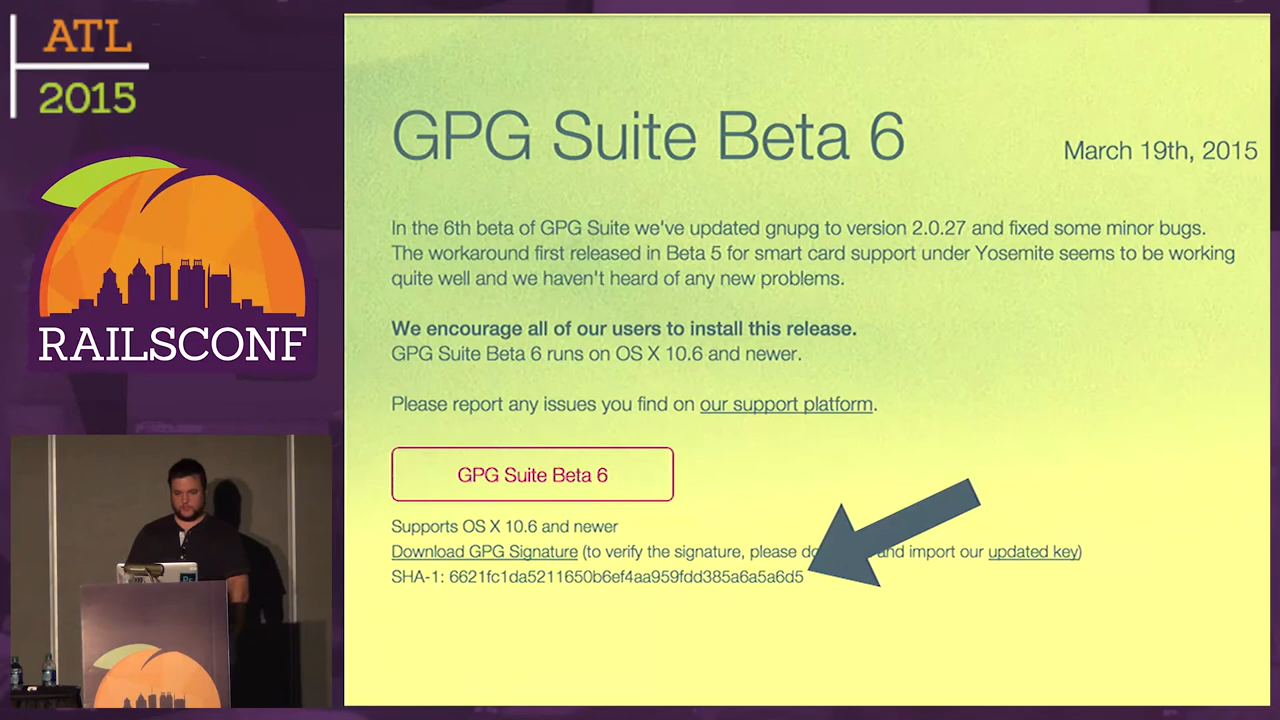 ATL
2015
RAILSCONF
GPG Suite Beta 6
March 19th, 2015
In the 6th beta of GPG Suite we've updated gnupg to version 2.0.27 and fixed some minor bugs.
The workaround first released in Beta 5 for smart card support under Yosemite seems to be working
quite well and we haven't heard of any new problems.
We encourage all of our users to install this release.
GPG Suite Beta 6 runs on OS X 10.6 and newer.
Please report any issues you find on our support platform.
GPG Suite Beta 6
Supports OS X 10.6 and newer
Download GPG Signature (to verify the signature, please do and import our updated key)
SHA-1: 6621fc1da5211650b6ef4aa959fdd385a6a5a6d5